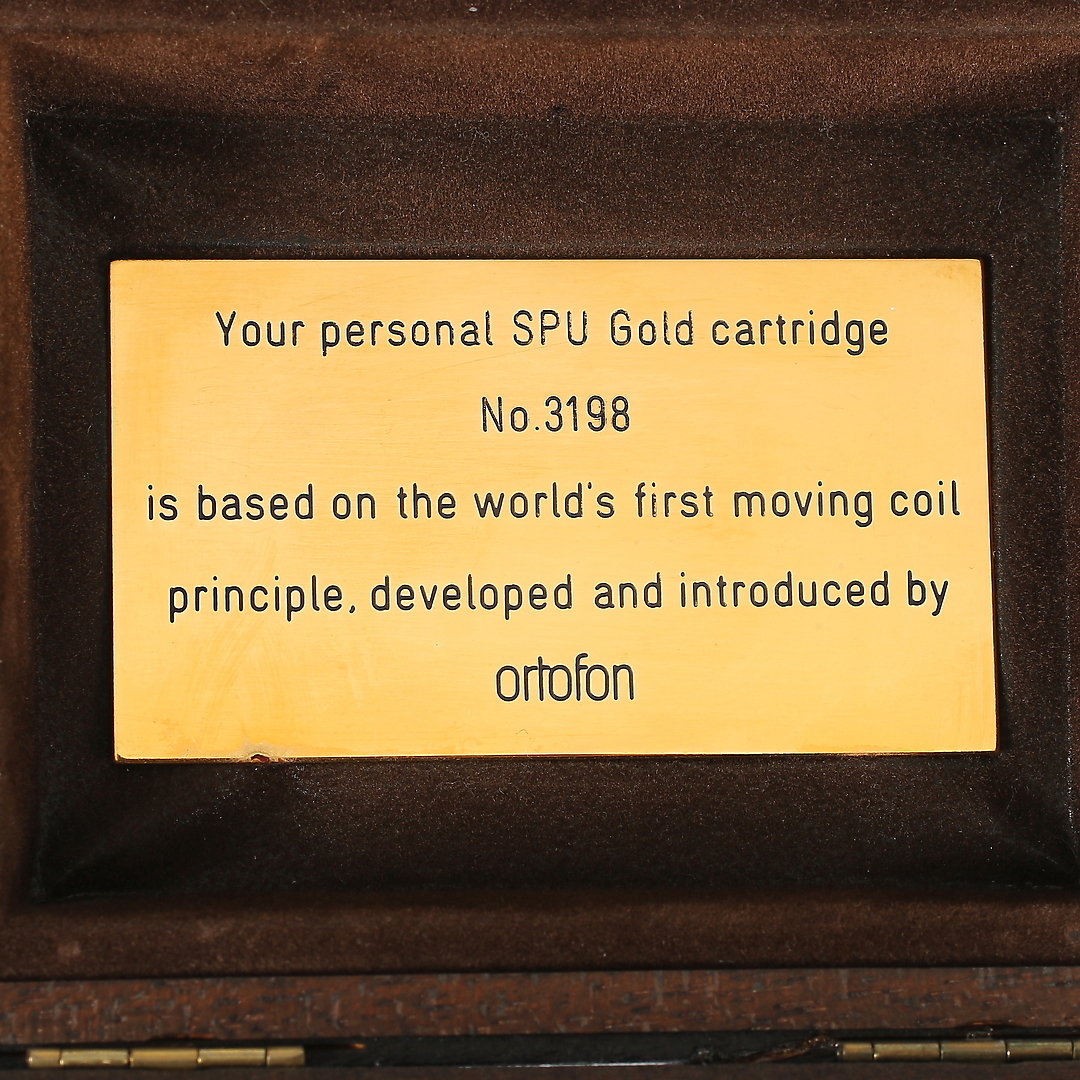 Your personal SPU Gold cartridge
No.3198
is based on the world's first moving coil
principle, developed and introduced by
ortofon